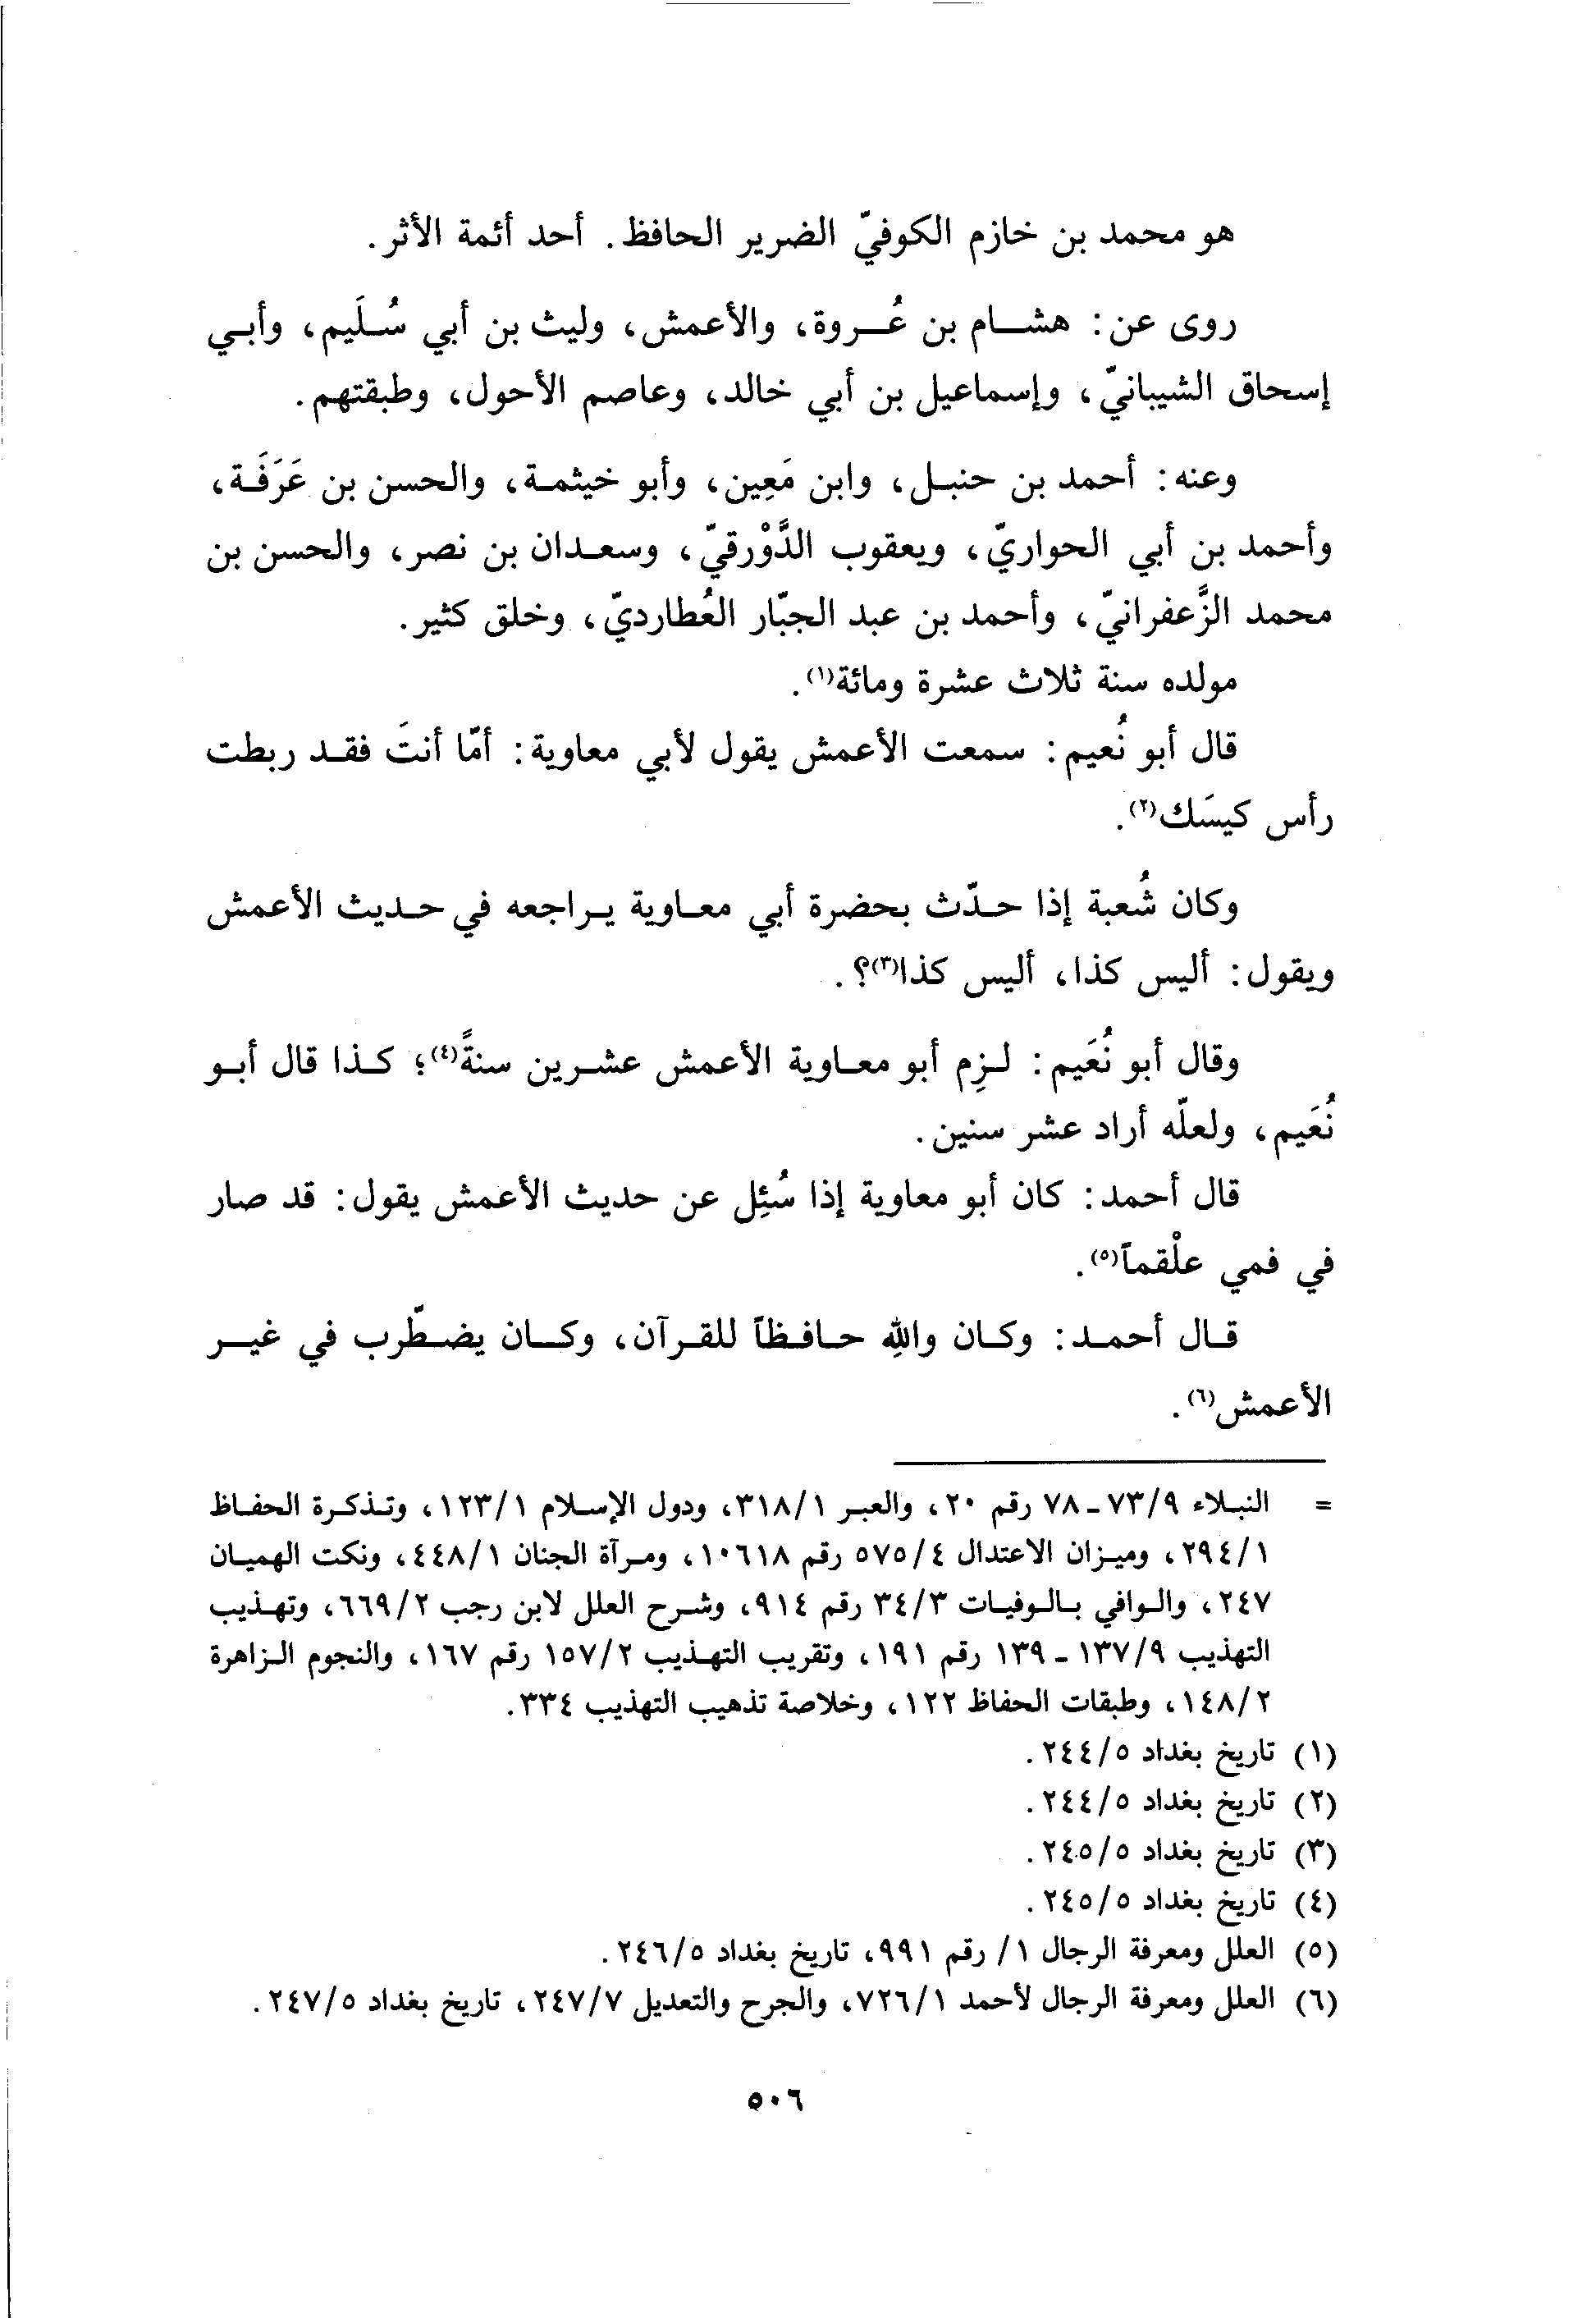 هو محمد بن خازم الكوفيّ الضرير الحافظ. أحد أئمة الأثر.
روى عن: هشام بن عُروة، والأعمش، وليث بن أبي سُلَيم، وأبي
إسحاق الشيبانيّ، وإسماعيل بن أبي خالد، وعاصم الأحول، وطبقتهم.
وعنه: أحمد بن حنبل، وابن مَعِين، وأبو خيثمة، والحسن بن عَرَفَة،
وأحمد بن أبي الحواريّ، ويعقوب الدَّوْرقيّ، وسعدان بن نصر، والحسن بن
محمد الزَّعفرانيّ، وأحمد بن عبد الجبّار العُطارديّ، وخلق كثير.
مولده سنة ثلاث عشرة ومائة(١).
قال أبو نُعيم: سمعت الأعمش يقول لأبي معاوية: أمّا أنتَ فقد ربطت
رأس كيسَك(٢).
وكان شُعبة إذا حدّث بحضرة أبي معاوية يراجعه في حديث الأعمش
ويقول: أليس كذا، أليس كذا(٣)؟.
وقال أبو نُعَيم: لزِم أبو معاوية الأعمش عشرين سنةً(٤)؛ كذا قال أبو
نُعَيم، ولعلّه أراد عشر سنين.
قال أحمد: كان أبو معاوية إذا سُئِل عن حديث الأعمش يقول: قد صار
في فمي علْقماً(٥).
قال أحمد: وكان واللهِ حافظاً للقرآن، وكان يضطّرب في غير
الأعمش(٦).
= النبلاء ٧٣/٩ - ٧٨ رقم ٢٠، والعبر ٣١٨/١، ودول الإسلام ١٢٣/١، وتذكرة الحفاظ
٢٩٤/١، وميزان الاعتدال ٥٧٥/٤ رقم ١٠٦١٨، ومرآة الجنان ٤٤٨/١، ونكت الهميان
٢٤٧، والوافي بالوفيات ٣٤/٣ رقم ٩١٤، وشرح العلل لابن رجب ٦٦٩/٢، وتهذيب
التهذيب ١٣٧/٩ - ١٣٩ رقم ١٩١، وتقريب التهذيب ١٥٧/٢ رقم ١٦٧، والنجوم الزاهرة
١٤٨/٢، وطبقات الحفاظ ١٢٢، وخلاصة تذهيب التهذيب ٣٣٤.
(١) تاريخ بغداد ٢٤٤/٥.
(٢) تاريخ بغداد ٢٤٤/٥.
(٣) تاريخ بغداد ٢٤٥/٥.
(٤) تاريخ بغداد ٢٤٥/٥.
(٥) العلل ومعرفة الرجال ١/ رقم ٩٩١، تاريخ بغداد ٢٤٦/٥.
(٦) العلل ومعرفة الرجال لأحمد ٧٢٦/١، والجرح والتعديل ٢٤٧/٧، تاريخ بغداد ٢٤٧/٥.
٥٠٦